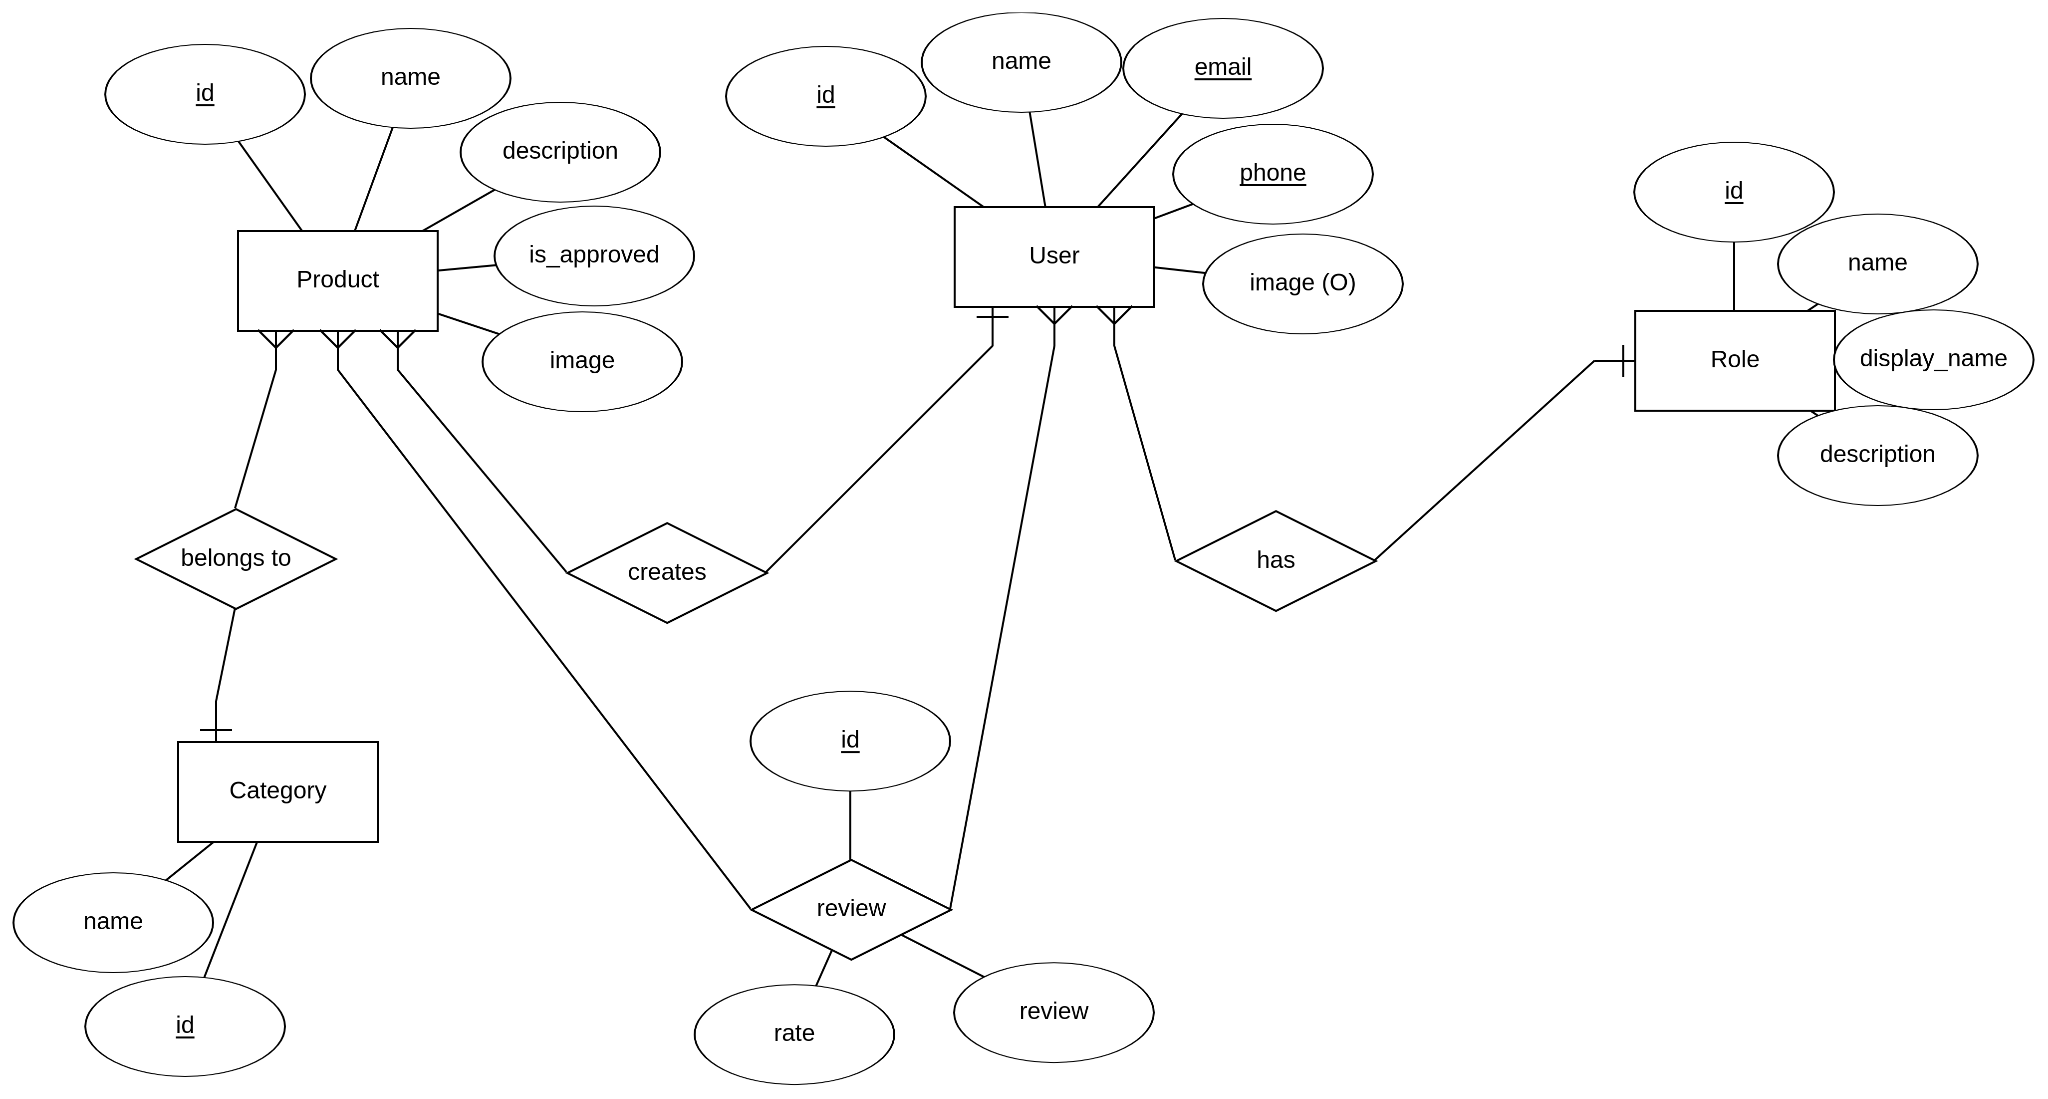 id
name
description
is_approved
image
Product
id
name
email
phone
image (O)
User
id
name
display_name
description
Role
belongs to
creates
has
Category
name
id
id
review
rate
review